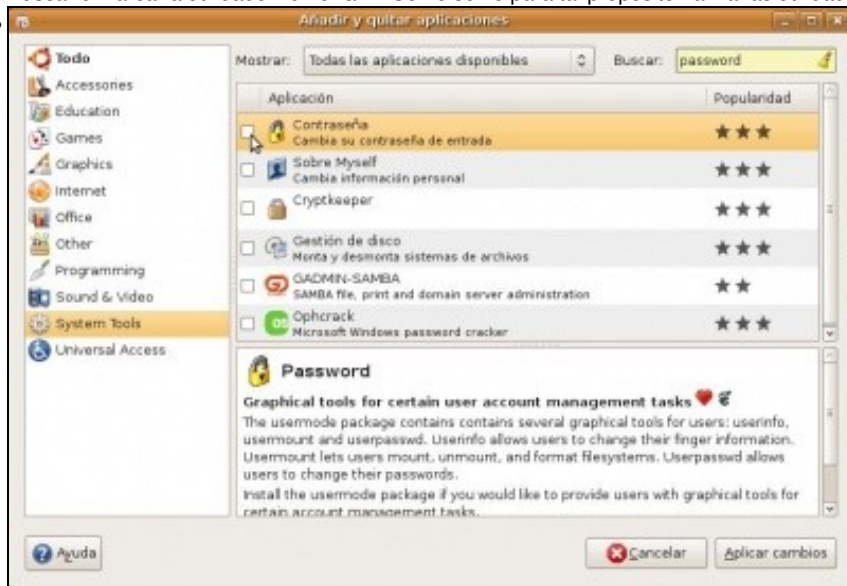 Añadir y quitar aplicaciones
Todo
Accessories
Education
Games
Graphics
Internet
Office
Other
Programming
Sound & Video
System Tools
Universal Access
Mostrar: Todas las aplicaciones disponibles Buscar: password
Aplicación Popularidad
Contraseña
Cambia su contraseña de entrada
Sobre Myself
Cambia información personal
Cryptkeeper
Gestión de disco
Monta y desmonta sistemas de archivos
GADMIN-SAMBA
SAMBA file, print and domain server administration
Ophcrack
Microsoft Windows password cracker
Password
Graphical tools for certain user account management tasks
The usermode package contains contains several graphical tools for users: userinfo,
usermount and userpasswd. Userinfo allows users to change their finger information.
Usermount lets users mount, unmount, and format filesystems. Userpasswd allows
users to change their passwords.
Install the usermode package if you would like to provide users with graphical tools for
certain account management tasks.
Ayuda Cancelar Aplicar cambios